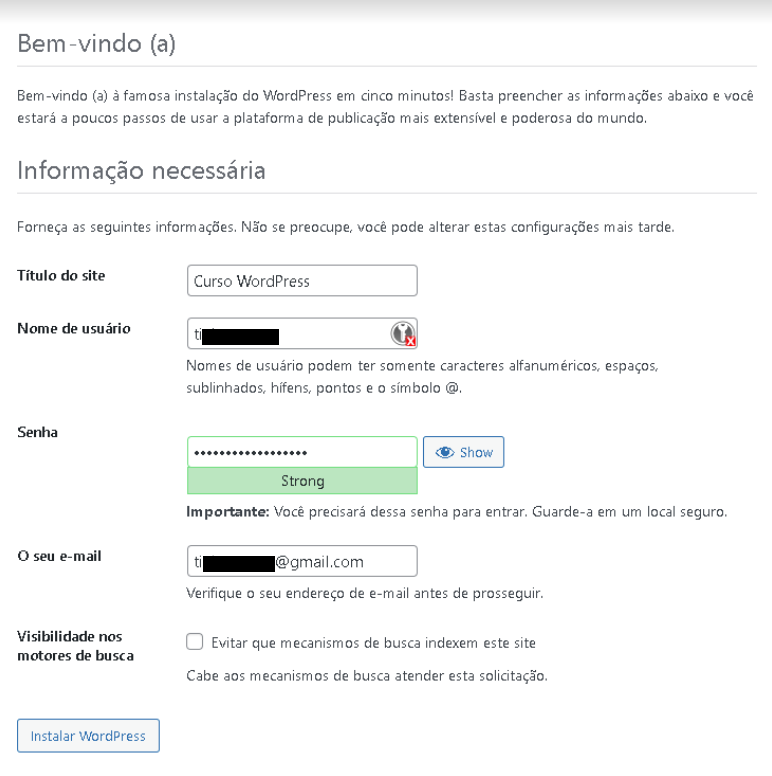 Bem-vindo (a)
Bem-vindo (a) à famosa instalação do WordPress em cinco minutos! Basta preencher as informações abaixo e você
estará a poucos passos de usar a plataforma de publicação mais extensível e poderosa do mundo.
Informação necessária
Forneça as seguintes informações. Não se preocupe, você pode alterar estas configurações mais tarde.
Título do site
Curso WordPress
Nome de usuário
ti
Nomes de usuário podem ter somente caracteres alfanuméricos, espaços,
sublinhados, hífens, pontos e o símbolo @.
Senha
••••••••••••••••••
Show
Strong
Importante: Você precisará dessa senha para entrar. Guarde-a em um local seguro.
O seu e-mail
ti @gmail.com
Verifique o seu endereço de e-mail antes de prosseguir.
Visibilidade nos
motores de busca
Evitar que mecanismos de busca indexem este site
Cabe aos mecanismos de busca atender esta solicitação.
Instalar WordPress